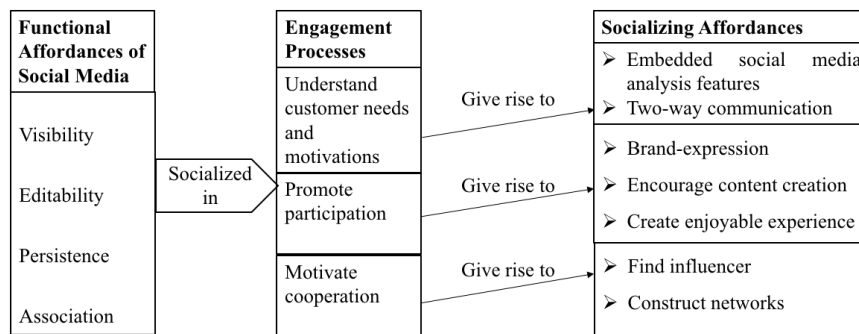 Functional
Affordances of
Social Media
Visibility
Editability
Persistence
Association
Socialized
in
Engagement
Processes
Understand
customer needs
and
motivations
Promote
participation
Motivate
cooperation
Give rise to
Give rise to
Give rise to
Socializing Affordances
➢ Embedded social media
analysis features
➢ Two-way communication
➢ Brand-expression
➢ Encourage content creation
➢ Create enjoyable experience
➢ Find influencer
➢ Construct networks